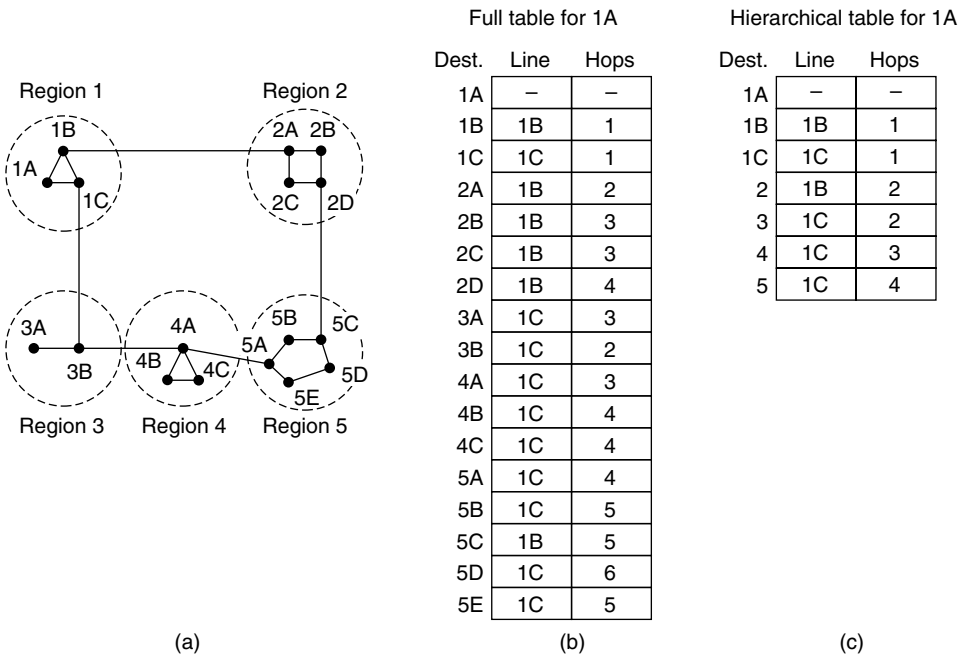 Full table for 1A
Hierarchical table for 1A
Region 1
Region 2
1B
1A
1C
2A 2B
2C 2D
3A
3B
4A
4B
4C
5B
5C
5A
5D
5E
Region 3
Region 4
Region 5
(a)
Dest. Line Hops
1A – –
1B 1B 1
1C 1C 1
2A 1B 2
2B 1B 3
2C 1B 3
2D 1B 4
3A 1C 3
3B 1C 2
4A 1C 3
4B 1C 4
4C 1C 4
5A 1C 4
5B 1C 5
5C 1B 5
5D 1C 6
5E 1C 5
(b)
Dest. Line Hops
1A – –
1B 1B 1
1C 1C 1
2 1B 2
3 1C 2
4 1C 3
5 1C 4
(c)